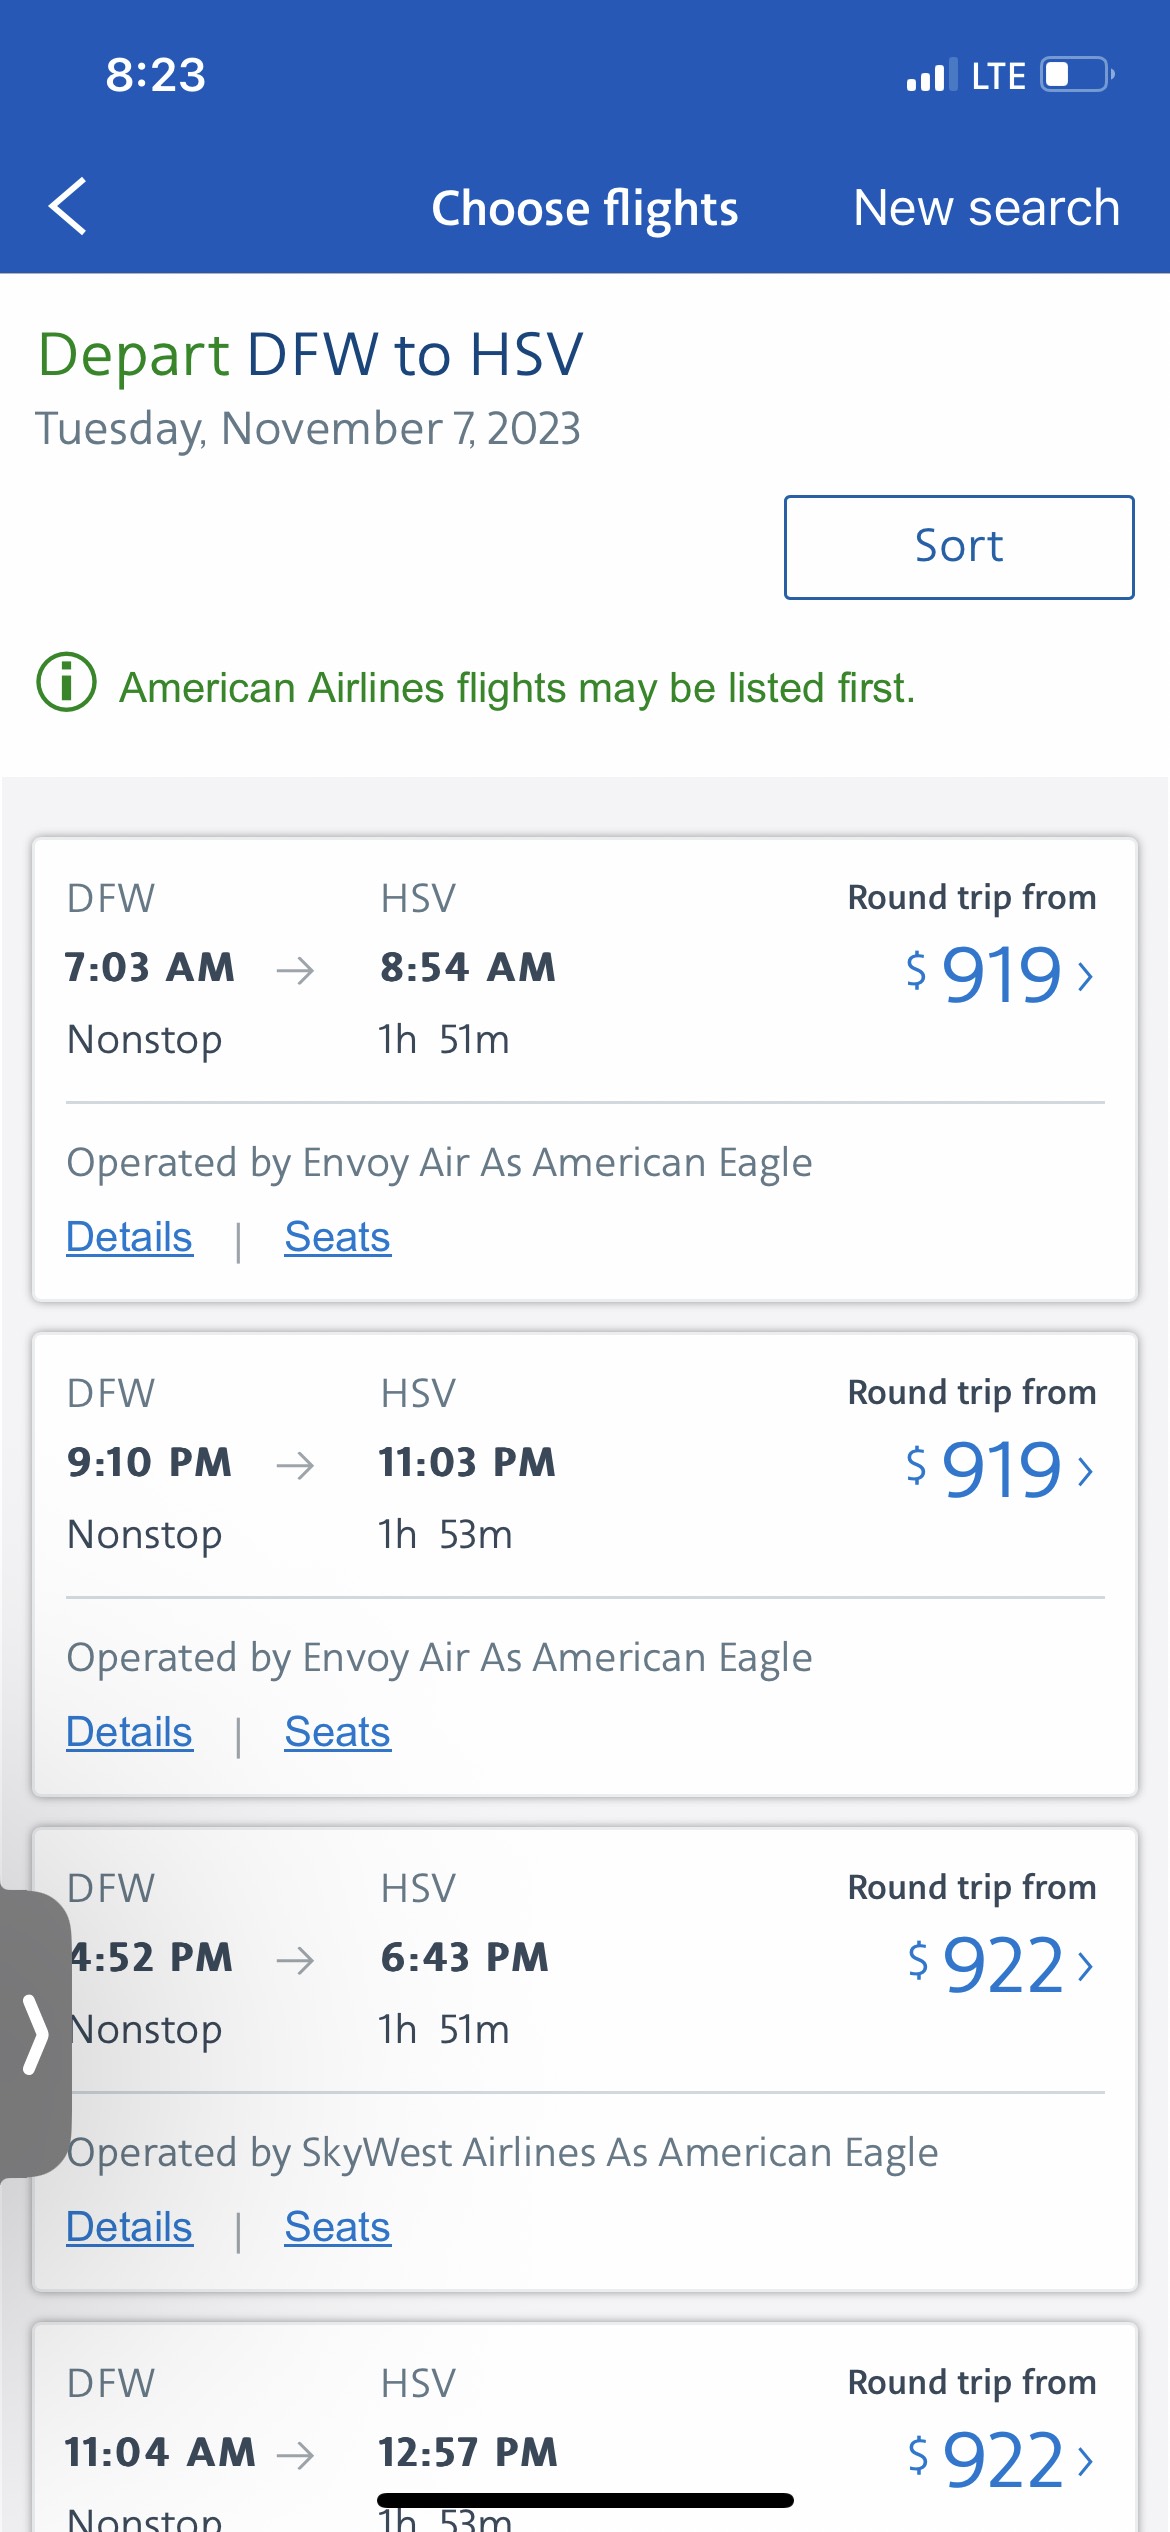 8:23 LTE
Choose flights New search
Depart DFW to HSV
Tuesday, November 7, 2023
Sort
American Airlines flights may be listed first.
DFW HSV Round trip from
7:03 AM → 8:54 AM $ 919 >
Nonstop 1h 51m
Operated by Envoy Air As American Eagle
Details | Seats
DFW HSV Round trip from
9:10 PM → 11:03 PM $ 919 >
Nonstop 1h 53m
Operated by Envoy Air As American Eagle
Details | Seats
DFW HSV Round trip from
4:52 PM → 6:43 PM $ 922 >
Nonstop 1h 51m
Operated by SkyWest Airlines As American Eagle
Details | Seats
DFW HSV Round trip from
11:04 AM → 12:57 PM $ 922 >
Nonstop 1h 53m